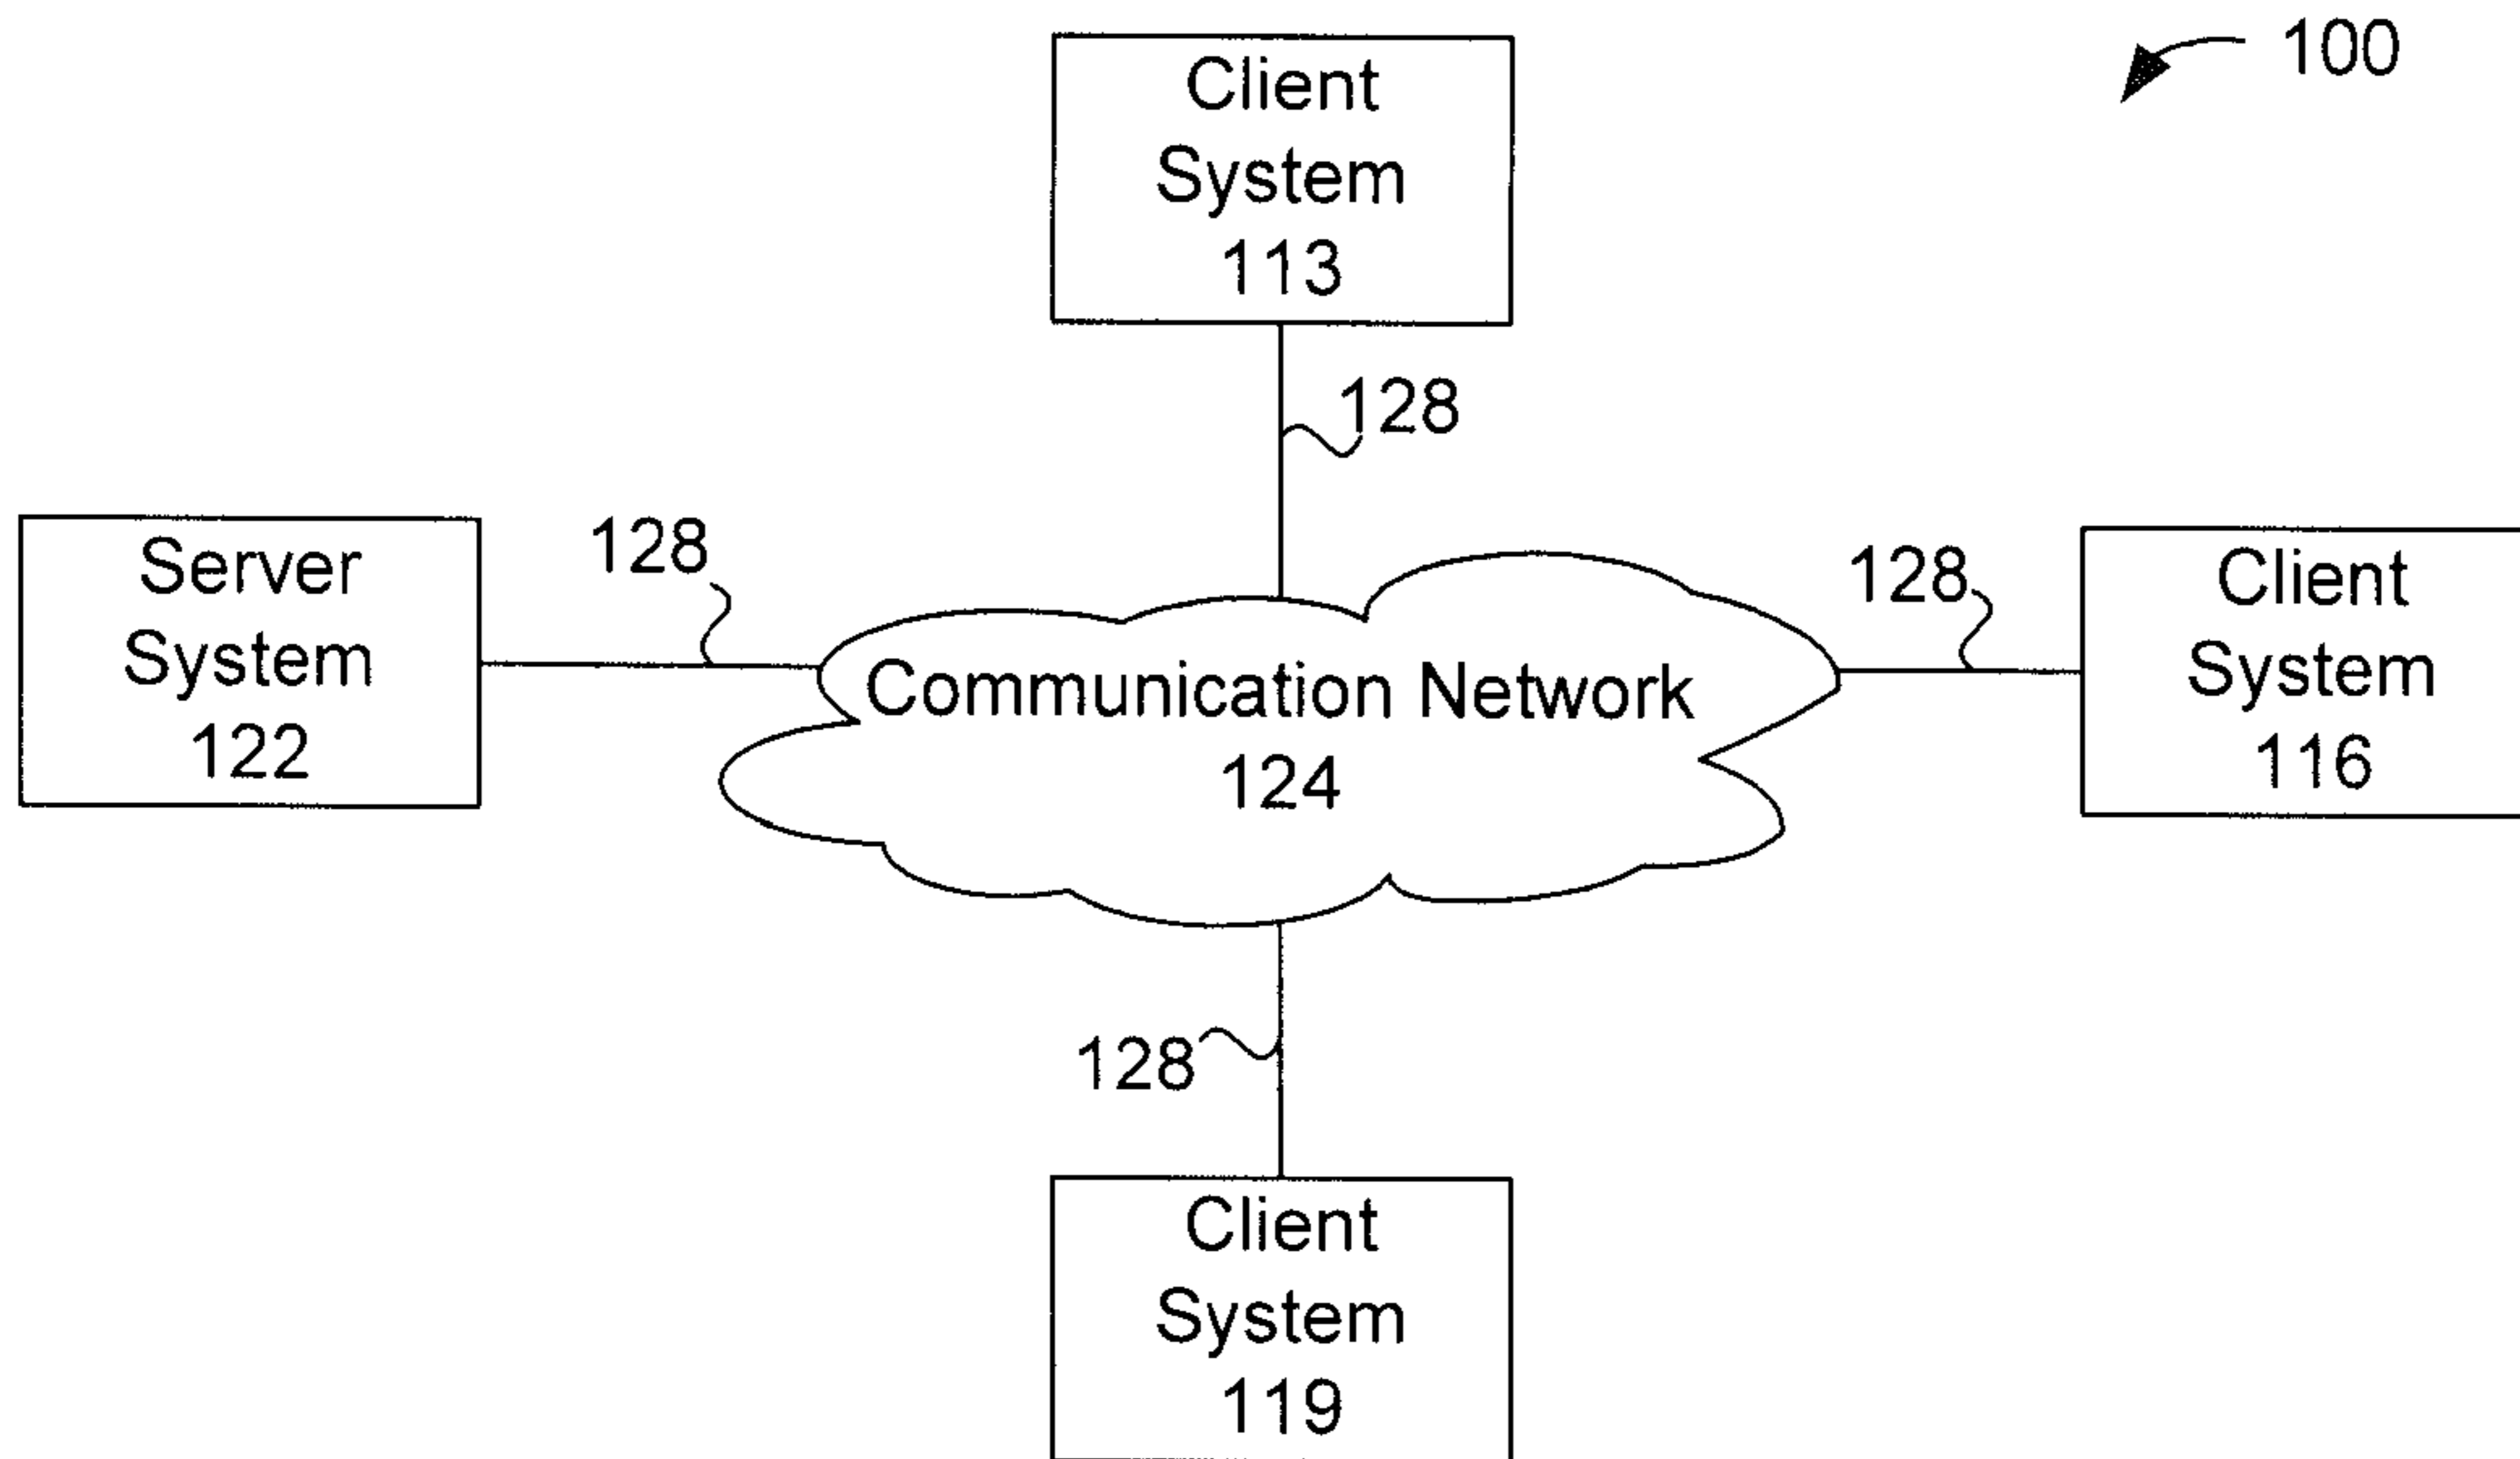 100
Client
System
113
128
Server
System
122
128
128
Client
System
116
Communication Network
124
128
Client
System
119